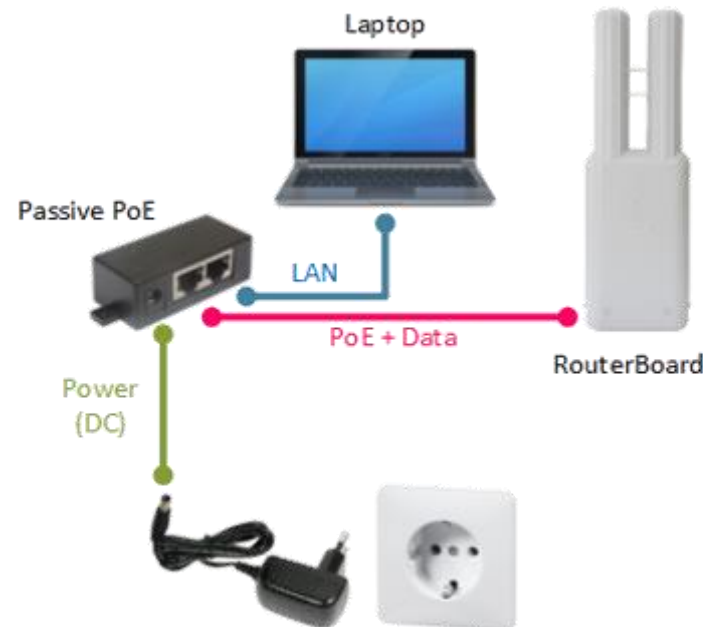 Laptop
Passive PoE
LAN
PoE + Data
RouterBoard
Power
(DC)